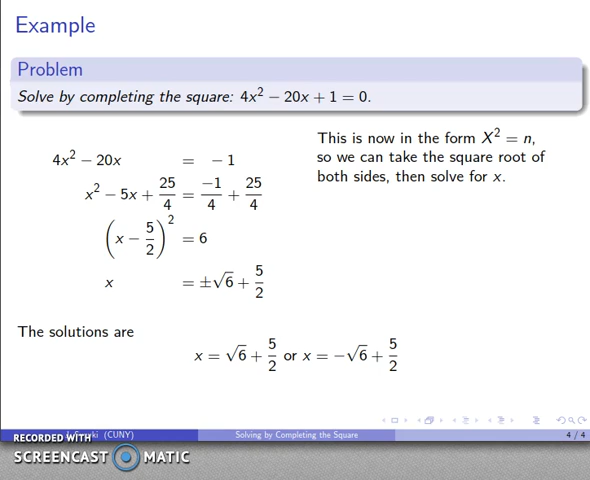 Example
Problem
Solve by completing the square: 4x² − 20x + 1 = 0.
This is now in the form X² = n,
so we can take the square root of
both sides, then solve for x.
4x² − 20x = −1
x² − 5x + 25/4 = −1/4 + 25/4
(x − 5/2)² = 6
x = ±√6 + 5/2
The solutions are
x = √6 + 5/2 or x = −√6 + 5/2
(CUNY) Solving by Completing the Square 4 / 4
RECORDED WITH
SCREENCAST MATIC